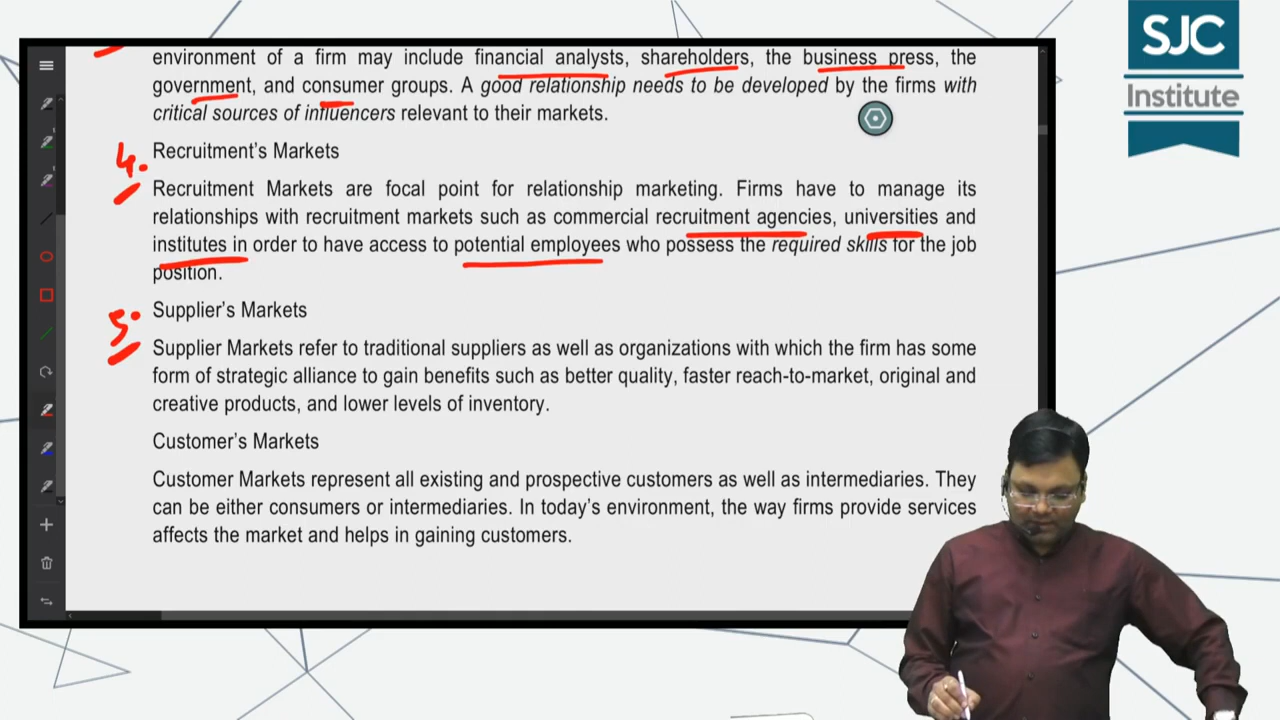 SJC
Institute
environment of a firm may include financial analysts, shareholders, the business press, the
government, and consumer groups. A good relationship needs to be developed by the firms with
critical sources of influencers relevant to their markets.
4.
Recruitment's Markets
Recruitment Markets are focal point for relationship marketing. Firms have to manage its
relationships with recruitment markets such as commercial recruitment agencies, universities and
institutes in order to have access to potential employees who possess the required skills for the job
position.
5.
Supplier's Markets
Supplier Markets refer to traditional suppliers as well as organizations with which the firm has some
form of strategic alliance to gain benefits such as better quality, faster reach-to-market, original and
creative products, and lower levels of inventory.
Customer's Markets
Customer Markets represent all existing and prospective customers as well as intermediaries. They
can be either consumers or intermediaries. In today's environment, the way firms provide services
affects the market and helps in gaining customers.